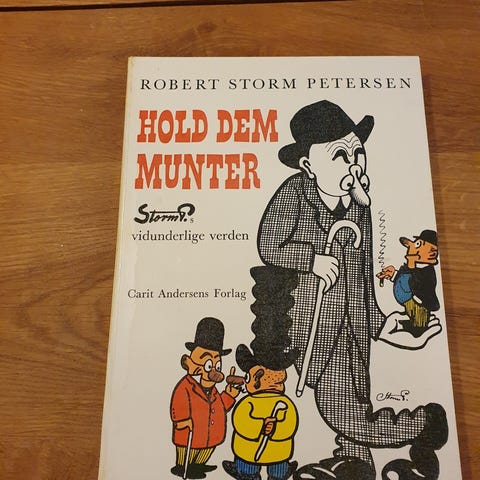 ROBERT STORM PETERSEN
HOLD DEM
MUNTER
Storm P.'s
vidunderlige verden
Carit Andersens Forlag
Storm P.